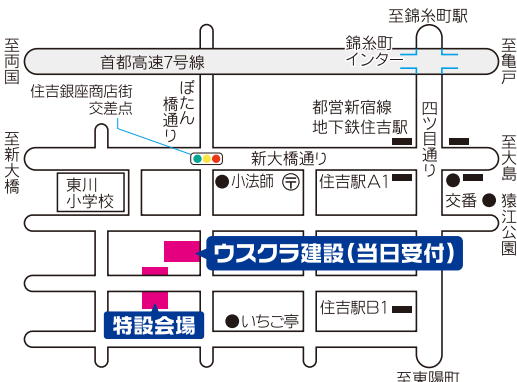 至錦糸町駅
至両国
首都高速7号線
錦糸町
インター
至亀戸
住吉銀座商店街
交差点
ぼたん
橋通り
都営新宿線
地下鉄住吉駅
四ツ目通り
至新大橋
新大橋通り
至大島
東川
小学校
小法師
〒
住吉駅A1
交番
猿江公園
ウスクラ建設(当日受付)
特設会場
いちご亭
住吉駅B1
至東陽町